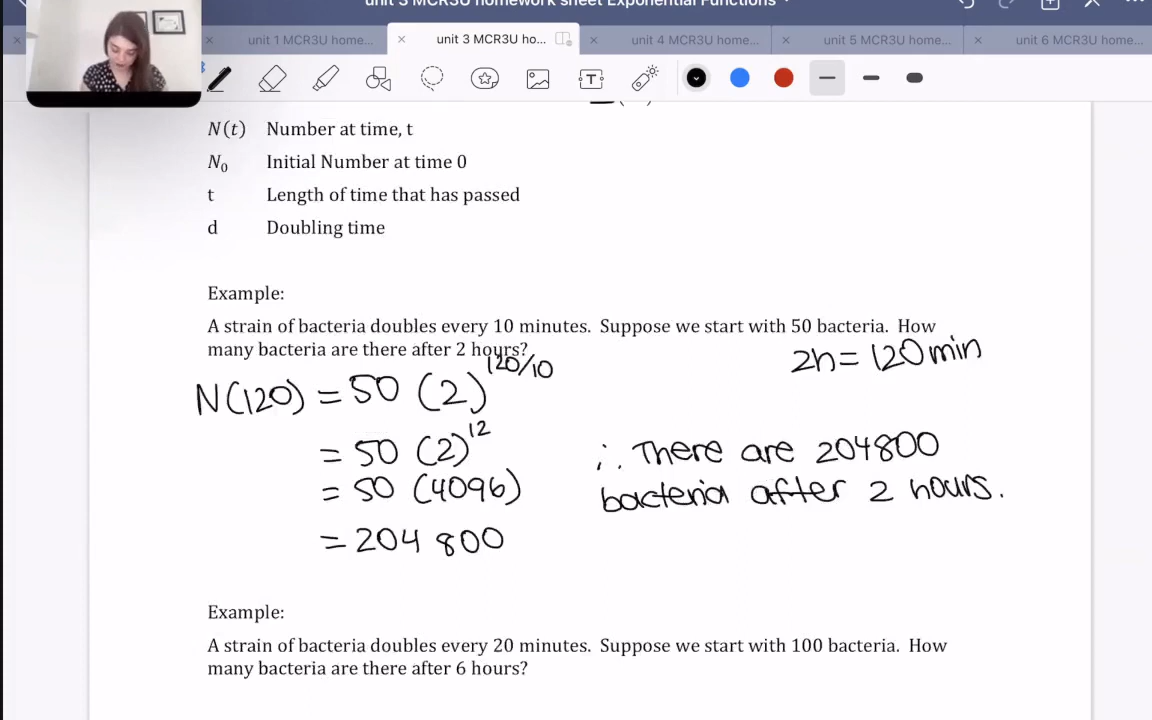 unit 3 MCR3U homework sheet Exponential Functions
unit 1 MCR3U home...
unit 3 MCR3U ho...
unit 4 MCR3U home...
unit 5 MCR3U home...
unit 6 MCR3U home...
N(t) Number at time, t
N₀ Initial Number at time 0
t Length of time that has passed
d Doubling time
Example:
A strain of bacteria doubles every 10 minutes. Suppose we start with 50 bacteria. How
many bacteria are there after 2 hours?
2h = 120 min
N(120) = 50 (2)^120/10
= 50 (2)^12
= 50 (4096)
= 204 800
∴ There are 204800
bacteria after 2 hours.
Example:
A strain of bacteria doubles every 20 minutes. Suppose we start with 100 bacteria. How
many bacteria are there after 6 hours?